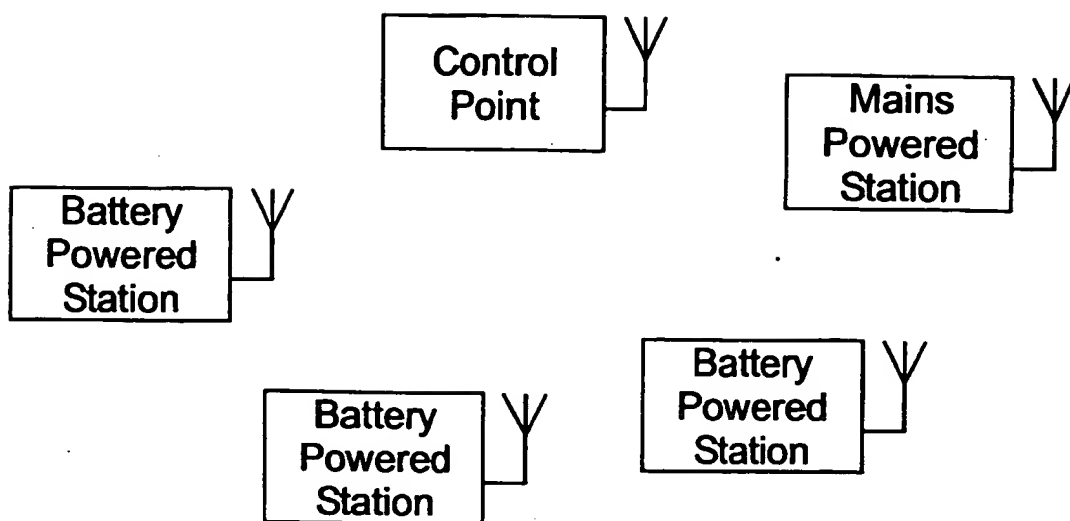 Control
Point
Mains
Powered
Station
Battery
Powered
Station
Battery
Powered
Station
Battery
Powered
Station